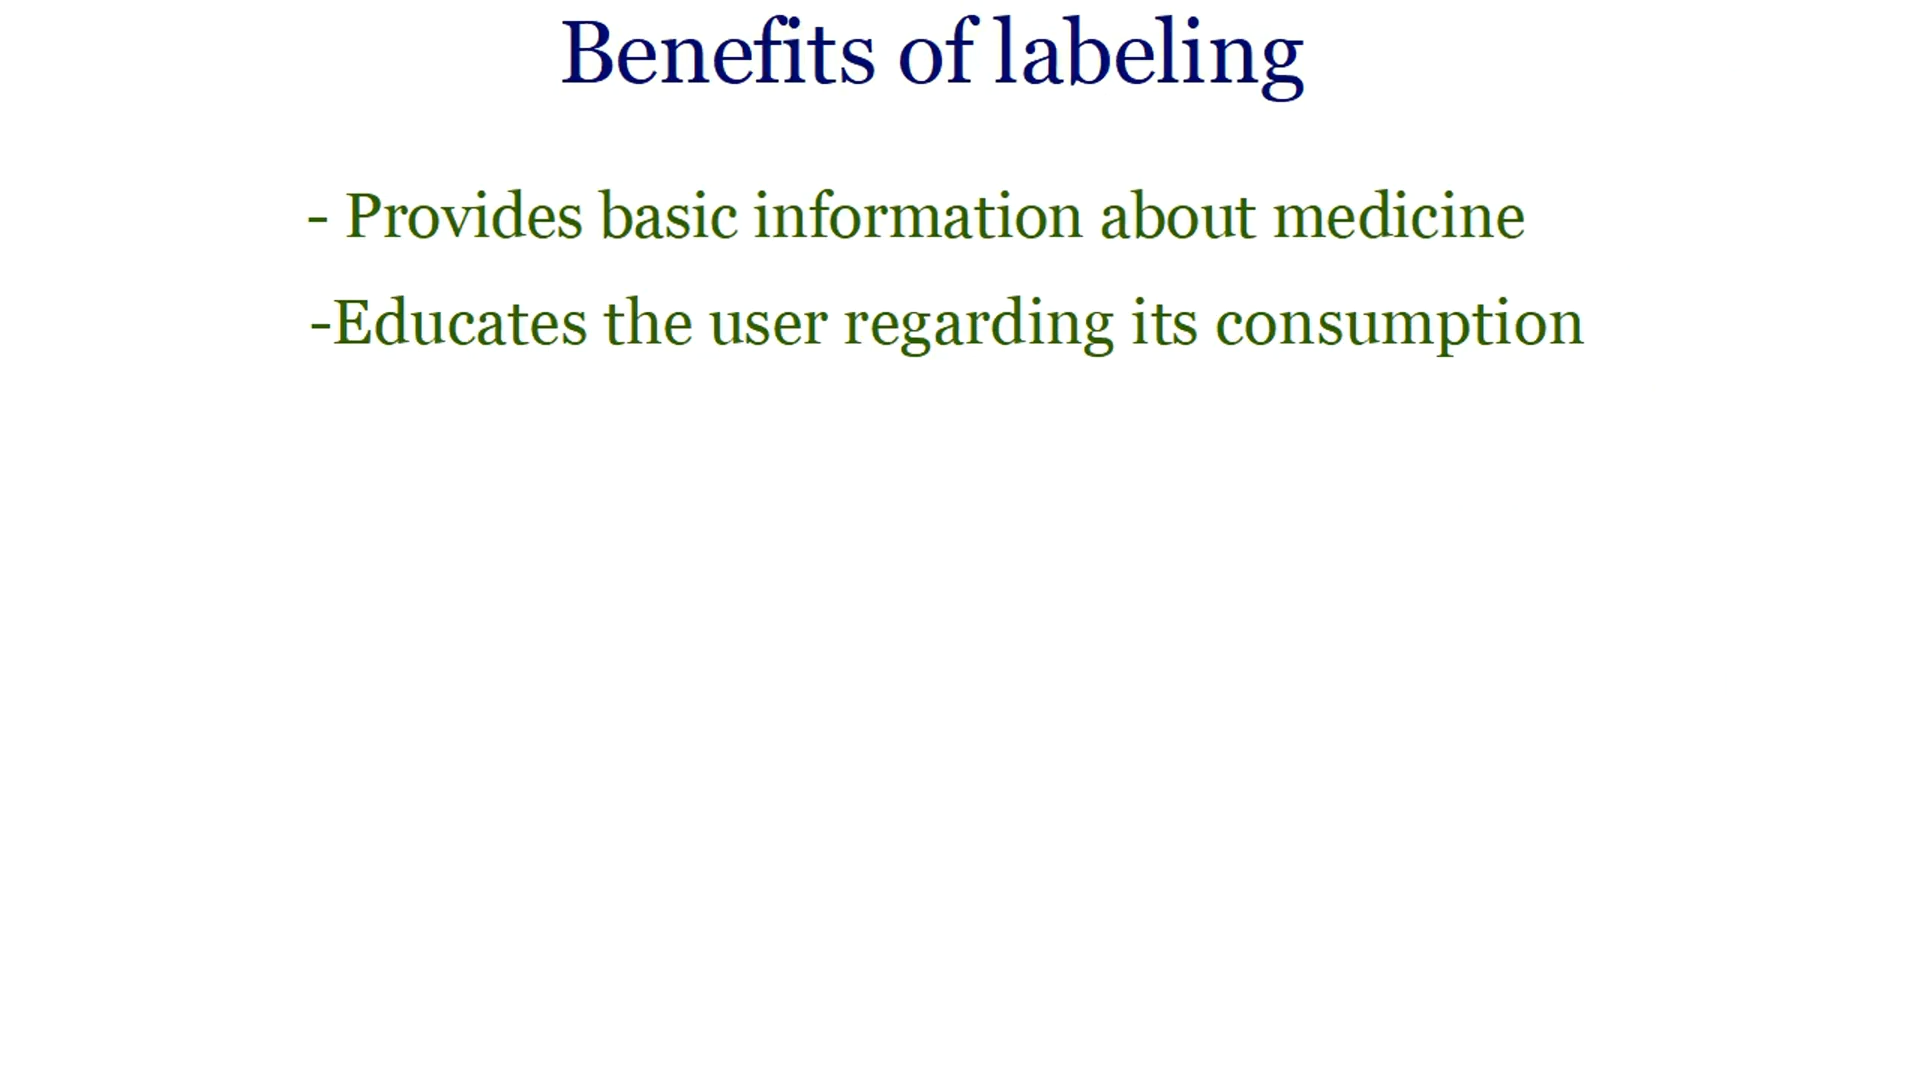 Benefits of labeling
- Provides basic information about medicine
-Educates the user regarding its consumption